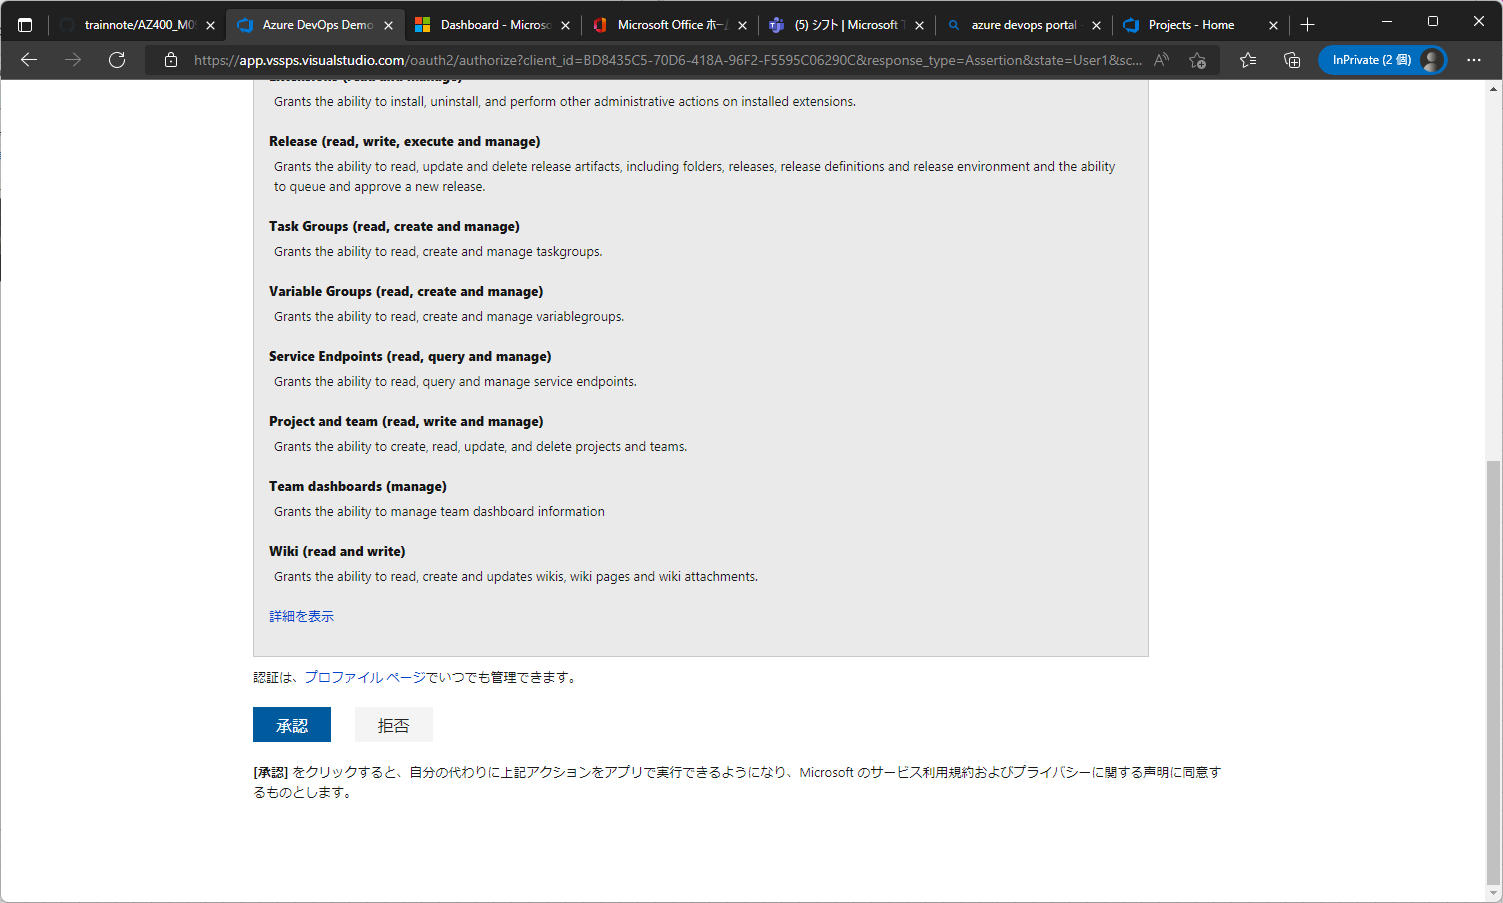 trainnote/AZ400_M0
Azure DevOps Demo
Dashboard - Microso
Microsoft Office ホーム
(5) シフト | Microsoft T
azure devops portal
Projects - Home
https://app.vssps.visualstudio.com/oauth2/authorize?client_id=BD8435C5-70D6-418A-96F2-F5595C06290C&response_type=Assertion&state=User1&sc...
InPrivate (2 個)
Extensions (read and manage)
Grants the ability to install, uninstall, and perform other administrative actions on installed extensions.
Release (read, write, execute and manage)
Grants the ability to read, update and delete release artifacts, including folders, releases, release definitions and release environment and the ability
to queue and approve a new release.
Task Groups (read, create and manage)
Grants the ability to read, create and manage taskgroups.
Variable Groups (read, create and manage)
Grants the ability to read, create and manage variablegroups.
Service Endpoints (read, query and manage)
Grants the ability to read, query and manage service endpoints.
Project and team (read, write and manage)
Grants the ability to create, read, update, and delete projects and teams.
Team dashboards (manage)
Grants the ability to manage team dashboard information
Wiki (read and write)
Grants the ability to read, create and updates wikis, wiki pages and wiki attachments.
詳細を表示
認証は、プロファイル ページでいつでも管理できます。
承認
拒否
[承認] をクリックすると、自分の代わりに上記アクションをアプリで実行できるようになり、Microsoft のサービス利用規約およびプライバシーに関する声明に同意す
るものとします。